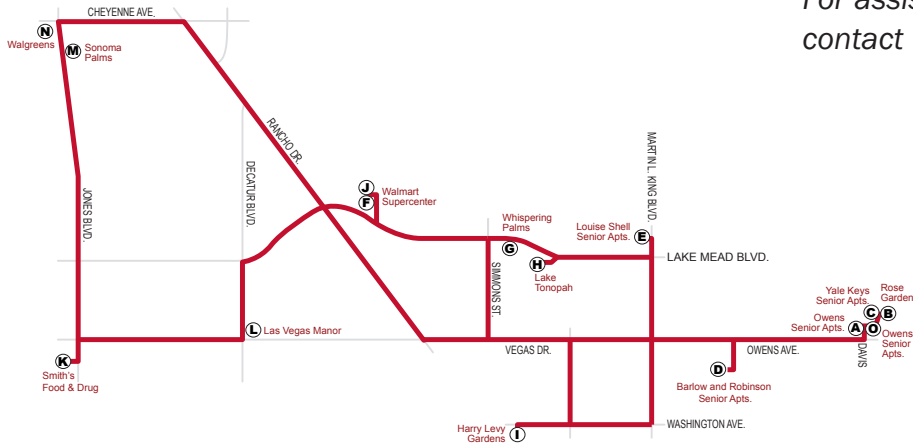 For assis
contact
CHEYENNE AVE.
N
Walgreens
M
Sonoma
Palms
RANCHO DR.
MARTIN L. KING BLVD.
JONES BLVD.
DECATUR BLVD.
J
F
Walmart
Supercenter
Whispering
Palms
G
Louise Shell
Senior Apts.
E
LAKE MEAD BLVD.
H
Lake
Tonopah
SIMMONS ST.
Yale Keys
Senior Apts.
C
Rose
Garden
B
Owens
Senior Apts.
A
O
Owens
Senior
Apts.
L
Las Vegas Manor
VEGAS DR.
OWENS AVE.
DAVIS
K
Smith's
Food & Drug
D
Barlow and Robinson
Senior Apts.
Harry Levy
Gardens
I
WASHINGTON AVE.